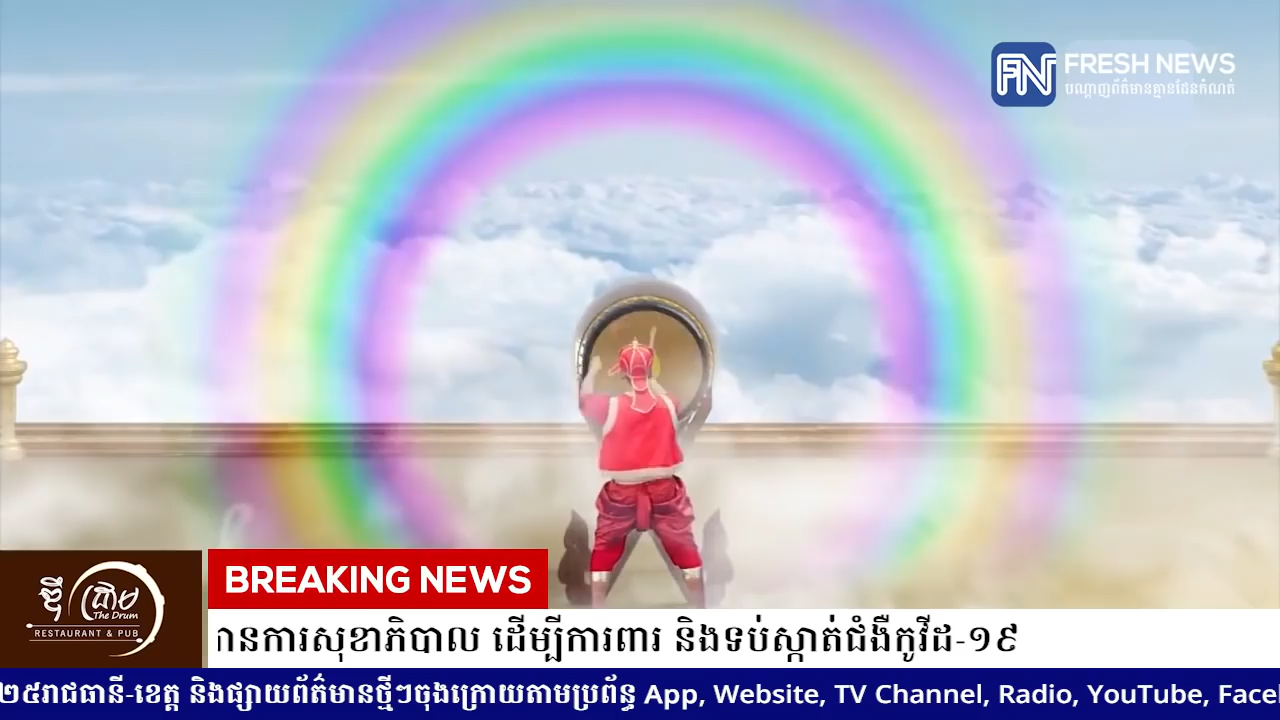 FN FRESH NEWS
បណ្ដាញព័ត៌មានគ្មានដែនកំណត់
BREAKING NEWS
ឌឹ ដ្រាម
The Drum
RESTAURANT & PUB
ានការសុខាភិបាល ដើម្បីការពារ និងទប់ស្កាត់ជំងឺកូវីដ-១៩
២៥រាជធានី-ខេត្ត និងផ្សាយព័ត៌មានថ្មីៗចុងក្រោយតាមប្រព័ន្ធ App, Website, TV Channel, Radio, YouTube, Facel